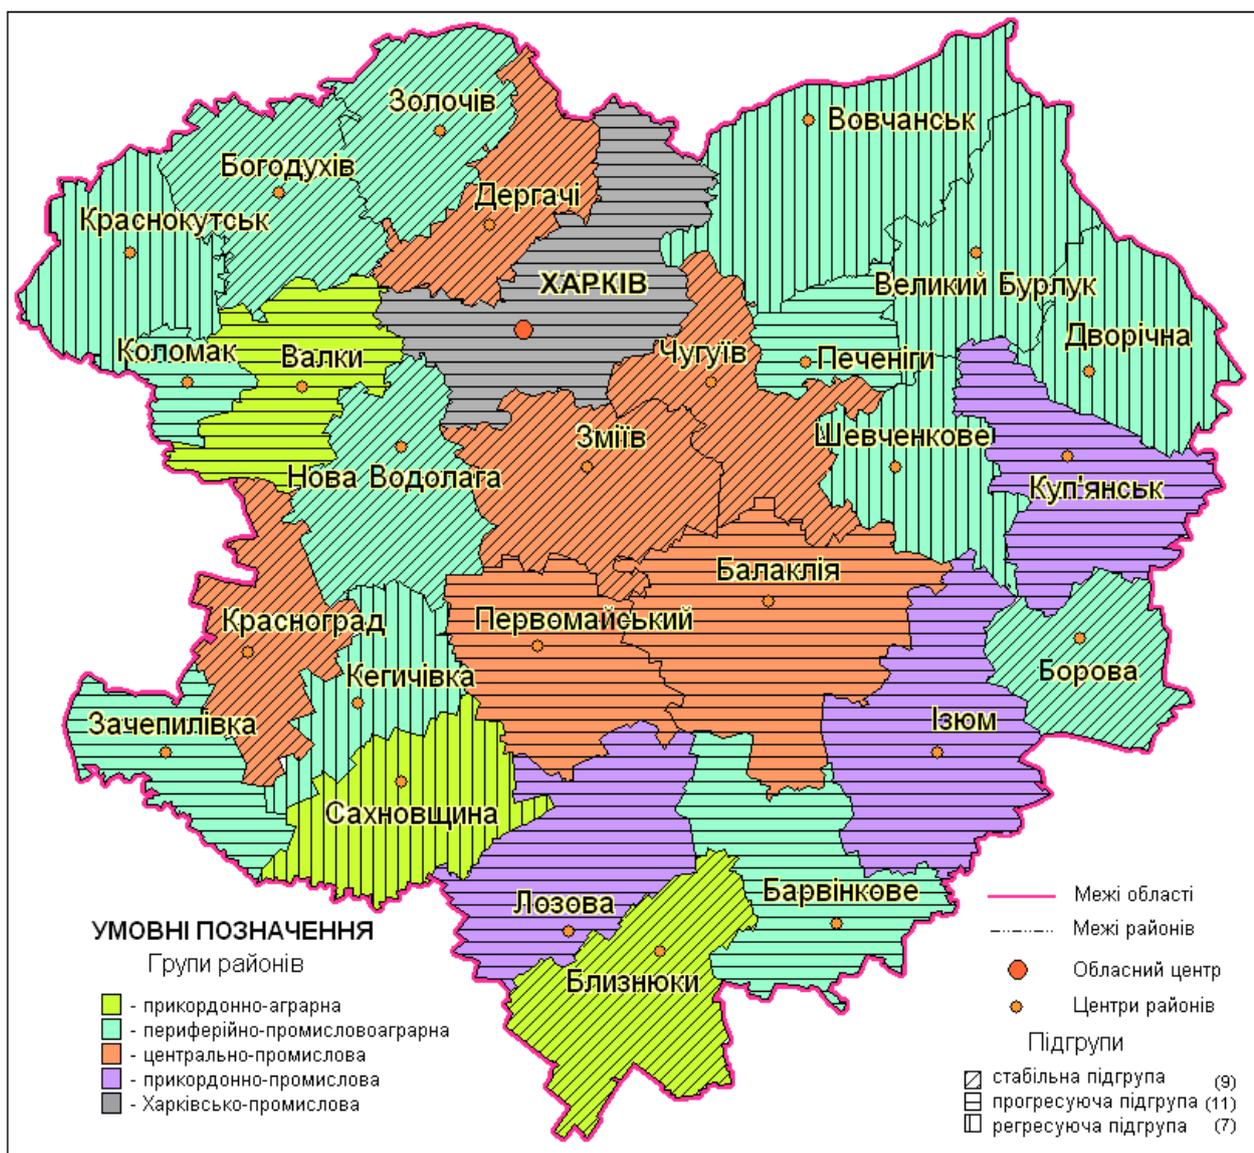 Золочів
Вовчанськ
Богодухів
Дергачі
Краснокутськ
ХАРКІВ
Великий Бурлук
Дворічна
Коломак
Валки
Чугуїв
Печеніги
Зміїв
Шевченкове
Нова Водолага
Куп'янськ
Балаклія
Первомайський
Красноград
Кегичівка
Борова
Зачепилівка
Ізюм
Сахновщина
Лозова
Барвінкове
Близнюки
УМОВНІ ПОЗНАЧЕННЯ
Групи районів
- прикордонно-аграрна
- периферійно-промисловоаграрна
- центрально-промислова
- прикордонно-промислова
- Харківсько-промислова
Межі області
Межі районів
Обласний центр
Центри районів
Підгрупи
стабільна підгрупа (9)
прогресуюча підгрупа (11)
регресуюча підгрупа (7)